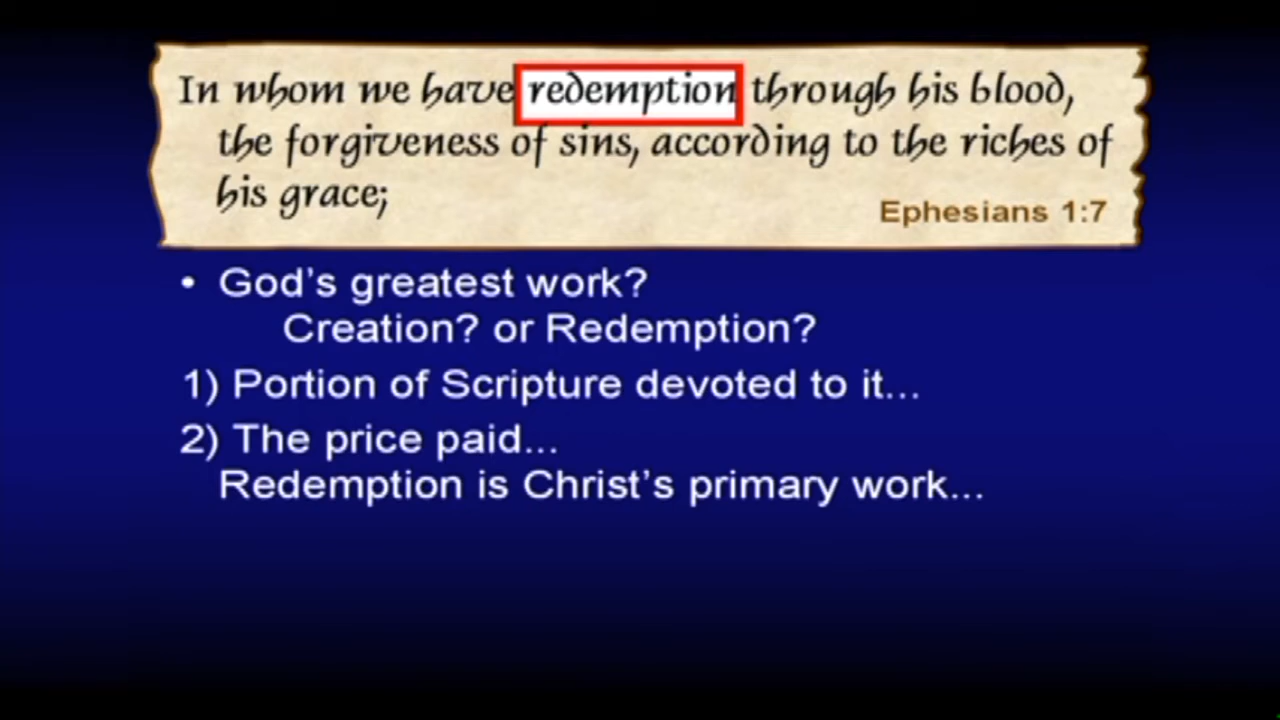 In whom we have redemption through his blood,
the forgiveness of sins, according to the riches of
his grace;
Ephesians 1:7
• God's greatest work?
Creation? or Redemption?
1) Portion of Scripture devoted to it...
2) The price paid...
Redemption is Christ's primary work...